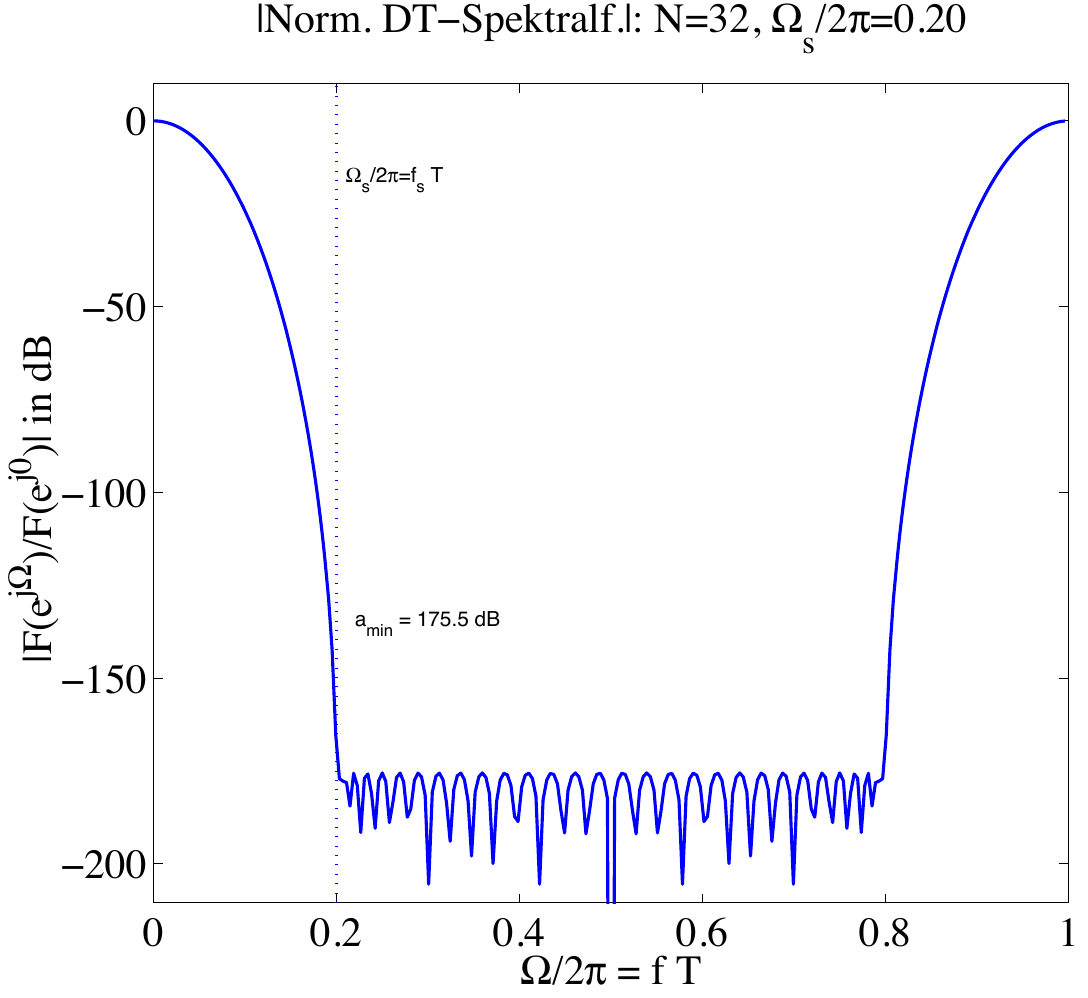 |Norm. DT−Spektralf.|: N=32, Ωs/2π=0.20
0
Ωs/2π=fs T
−50
−100
|F(e^jΩ)/F(e^j0)| in dB
amin = 175.5 dB
−150
−200
0 0.2 0.4 0.6 0.8 1
Ω/2π = f T